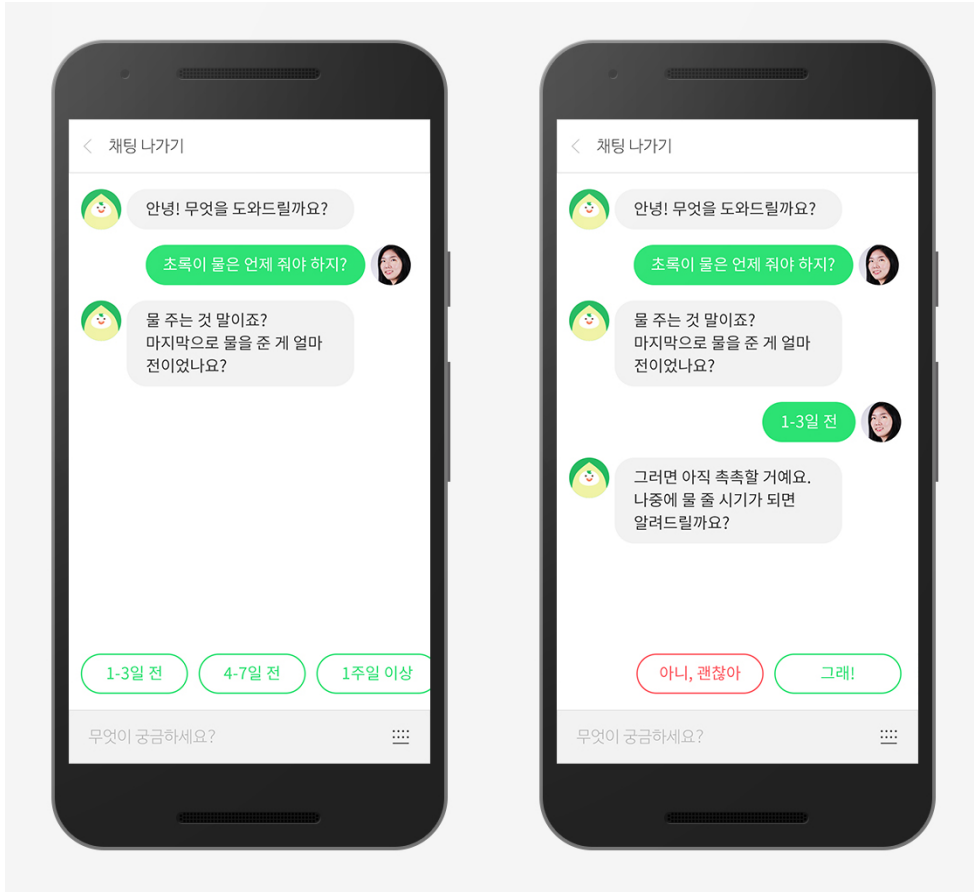 채팅 나가기
안녕! 무엇을 도와드릴까요?
초록이 물은 언제 줘야 하지?
물 주는 것 말이죠?
마지막으로 물을 준 게 얼마
전이었나요?
1-3일 전
4-7일 전
1주일 이상
무엇이 궁금하세요?
채팅 나가기
안녕! 무엇을 도와드릴까요?
초록이 물은 언제 줘야 하지?
물 주는 것 말이죠?
마지막으로 물을 준 게 얼마
전이었나요?
1-3일 전
그러면 아직 촉촉할 거예요.
나중에 물 줄 시기가 되면
알려드릴까요?
아니, 괜찮아
그래!
무엇이 궁금하세요?